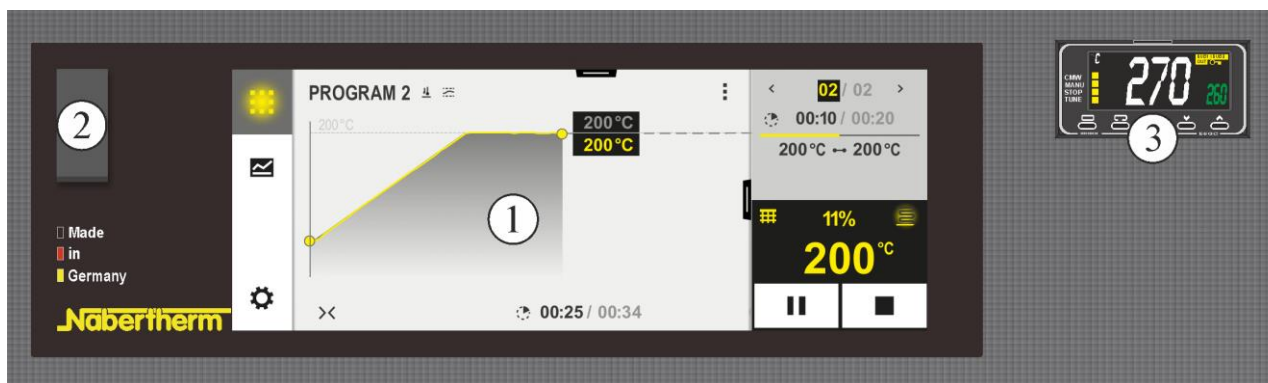 2
Made
in
Germany
Nabertherm
PROGRAM 2
200°C
200°C
200°C
1
00:25 / 00:34
02 / 02
00:10 / 00:20
200°C ↔ 200°C
11%
200°C
C
270
260
CMW
MANU
STOP
TUNE
3